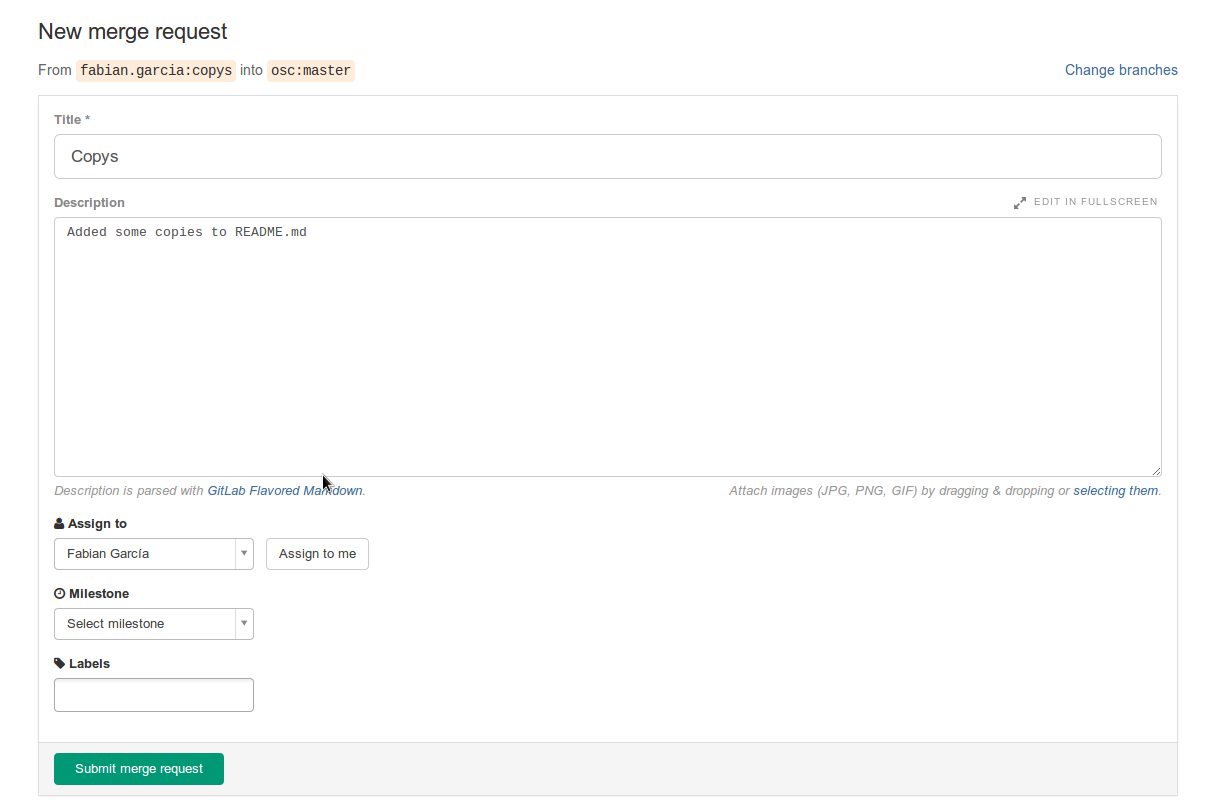 New merge request
From fabian.garcia:copys into osc:master
Change branches
Title *
Copys
Description
EDIT IN FULLSCREEN
Added some copies to README.md
Description is parsed with GitLab Flavored Markdown.
Attach images (JPG, PNG, GIF) by dragging & dropping or selecting them.
Assign to
Fabian García
Assign to me
Milestone
Select milestone
Labels
Submit merge request